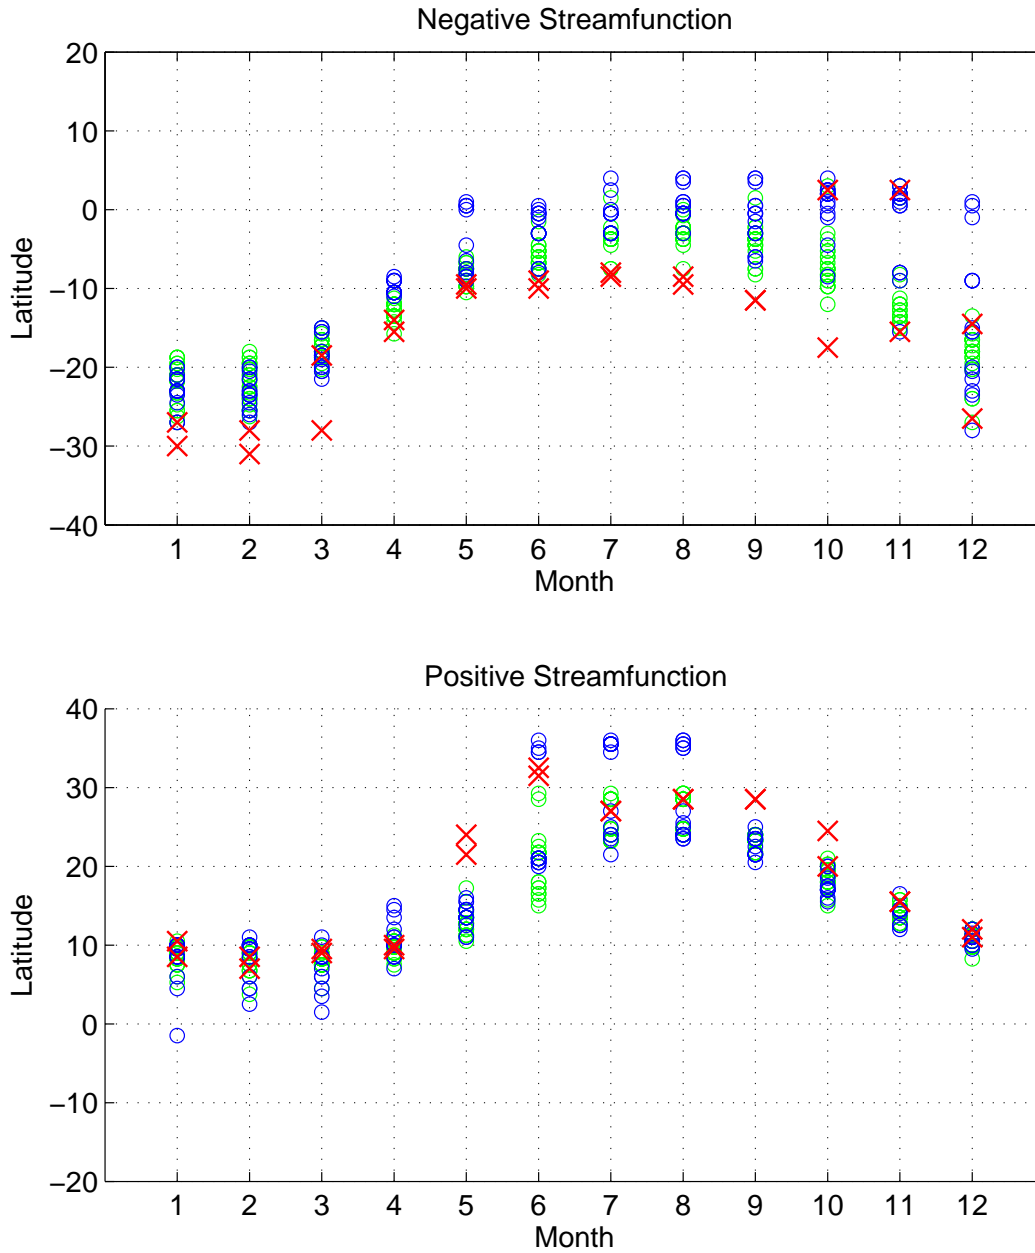 Negative Streamfunction
20
10
0
−10
−20
−30
−40
Latitude
1 2 3 4 5 6 7 8 9 10 11 12
Month
Positive Streamfunction
40
30
20
10
0
−10
−20
Latitude
1 2 3 4 5 6 7 8 9 10 11 12
Month